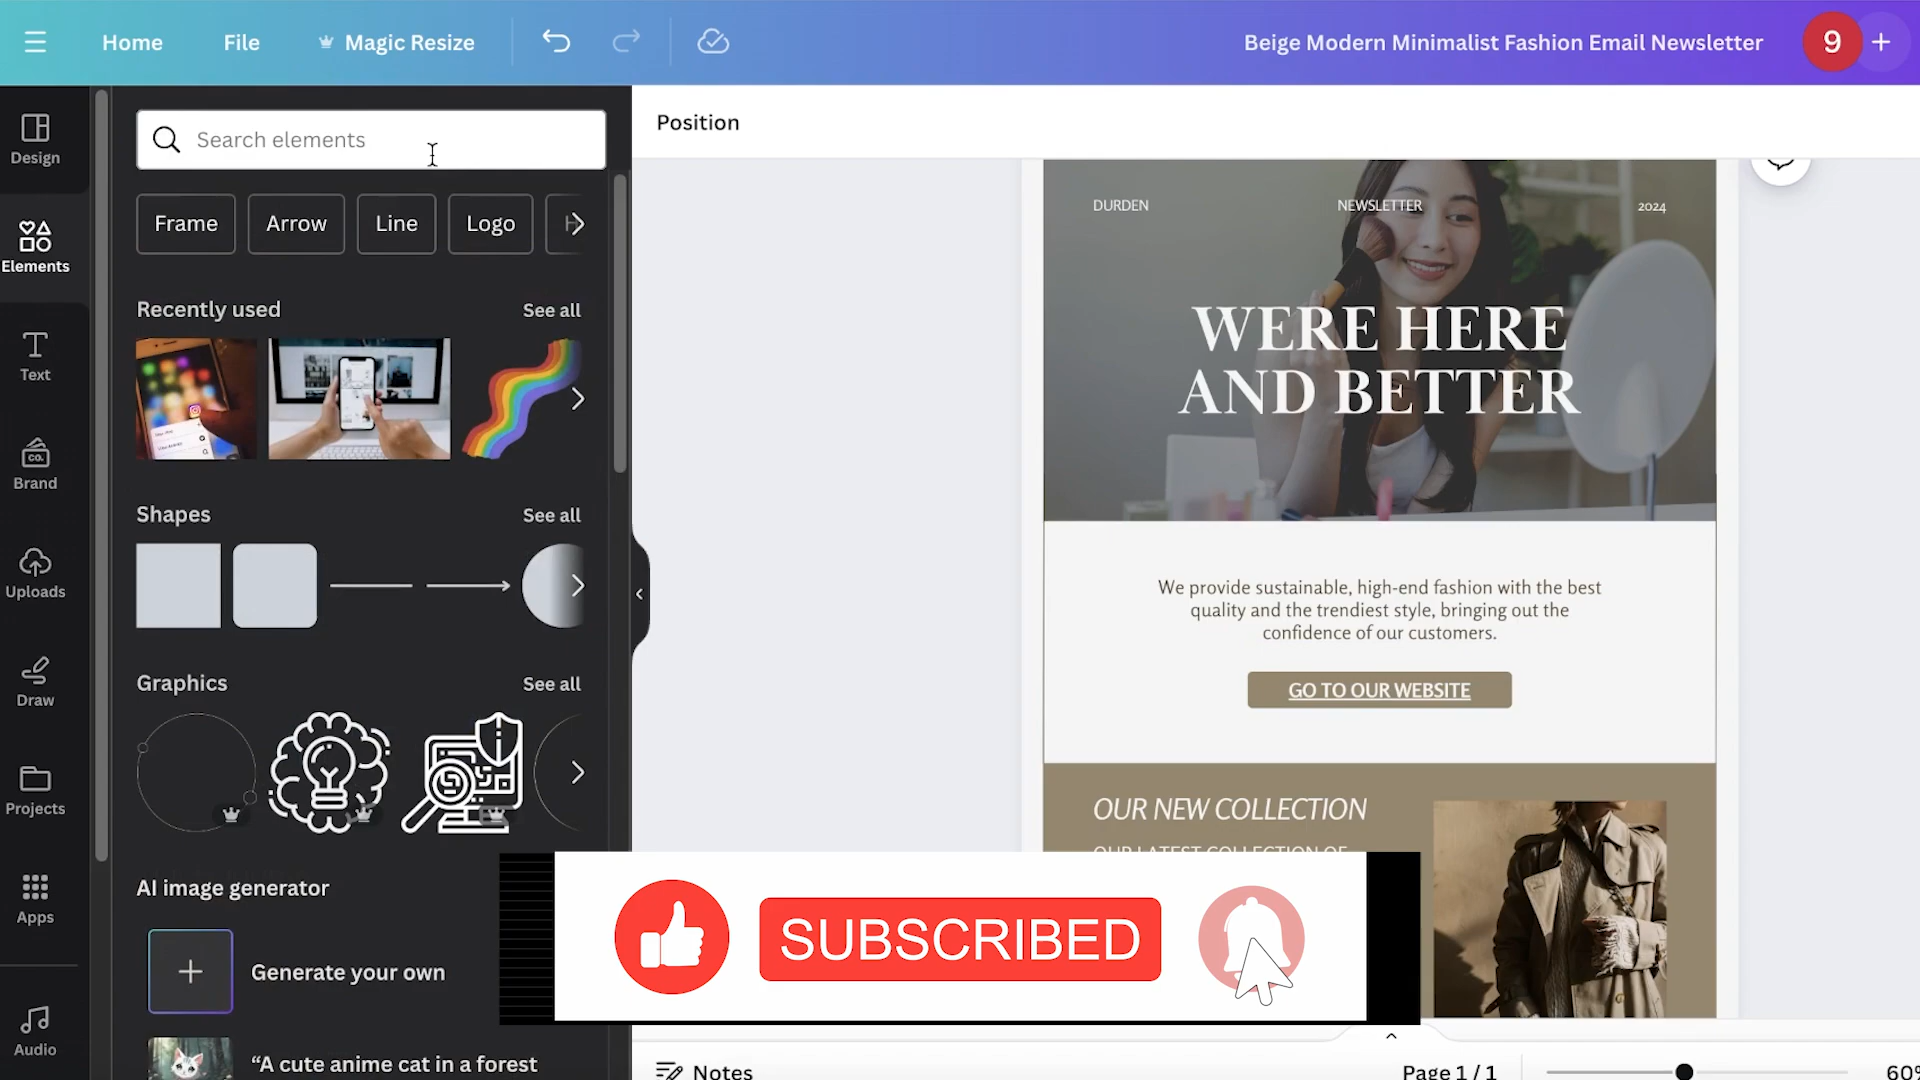 Home
File
Magic Resize
Beige Modern Minimalist Fashion Email Newsletter
9
Design
Elements
Text
Brand
CO.
Uploads
Draw
Projects
Apps
Audio
Search elements
Frame
Arrow
Line
Logo
Recently used
See all
Shapes
See all
Graphics
See all
AI image generator
Generate your own
“A cute anime cat in a forest
Position
DURDEN
NEWSLETTER
2024
WERE HERE
AND BETTER
We provide sustainable, high-end fashion with the best
quality and the trendiest style, bringing out the
confidence of our customers.
GO TO OUR WEBSITE
OUR NEW COLLECTION
OUR LATEST COLLECTION OF
SUBSCRIBED
Notes
Page 1 / 1
60%